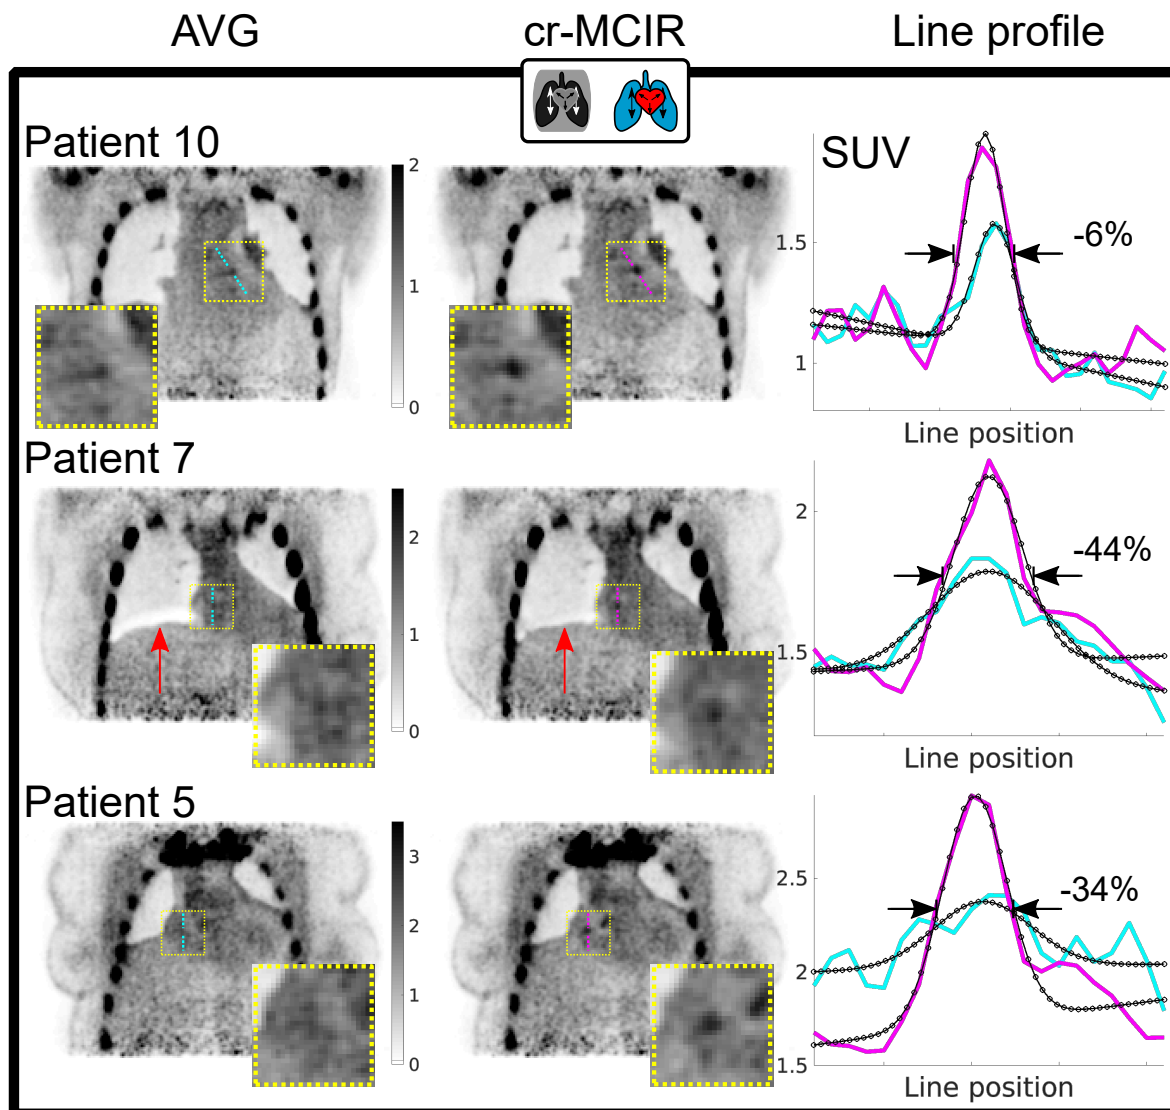 AVG cr-MCIR Line profile
Patient 10
SUV
2
1
0
1.5
1
-6%
Line position
Patient 7
2
1
0
2
1.5
-44%
Line position
Patient 5
3
2
1
0
2.5
2
1.5
-34%
Line position